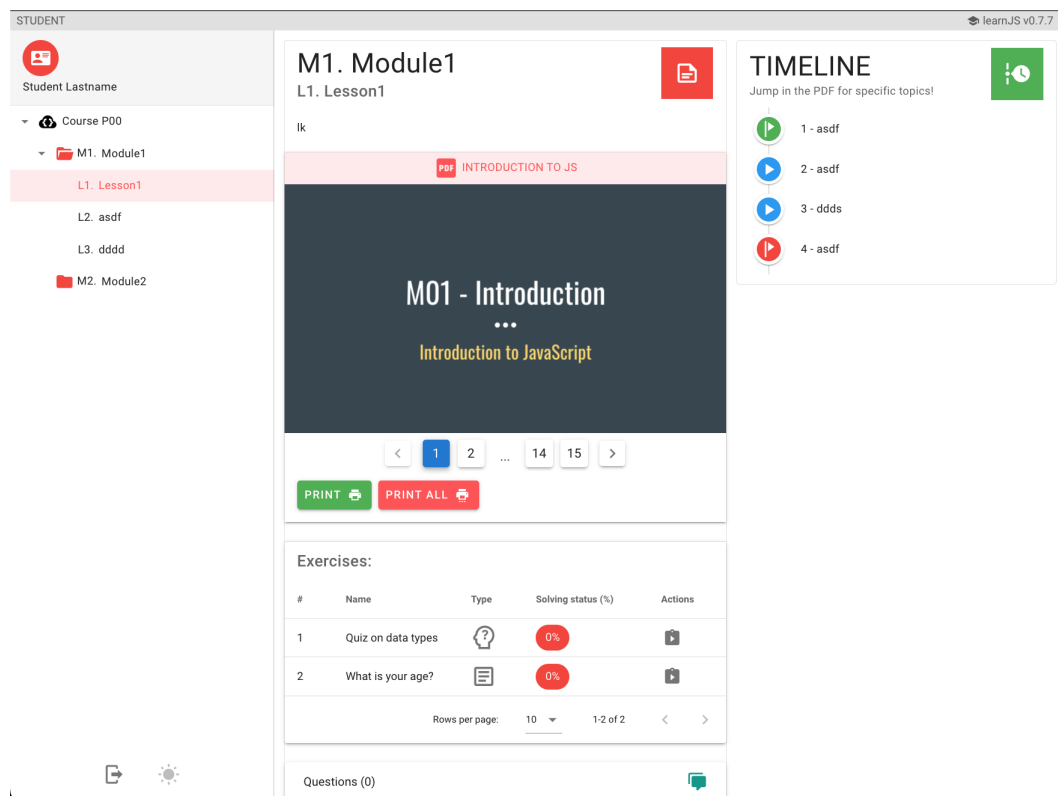 STUDENT
learnJS v0.7.7
Student Lastname
Course P00
M1. Module1
L1. Lesson1
L2. asdf
L3. dddd
M2. Module2
M1. Module1
L1. Lesson1
lk
PDF INTRODUCTION TO JS
M01 - Introduction
Introduction to JavaScript
1 2 ... 14 15
PRINT PRINT ALL
Exercises:
# Name Type Solving status (%) Actions
1 Quiz on data types 0%
2 What is your age? 0%
Rows per page: 10 1-2 of 2
Questions (0)
TIMELINE
Jump in the PDF for specific topics!
1 - asdf
2 - asdf
3 - ddds
4 - asdf